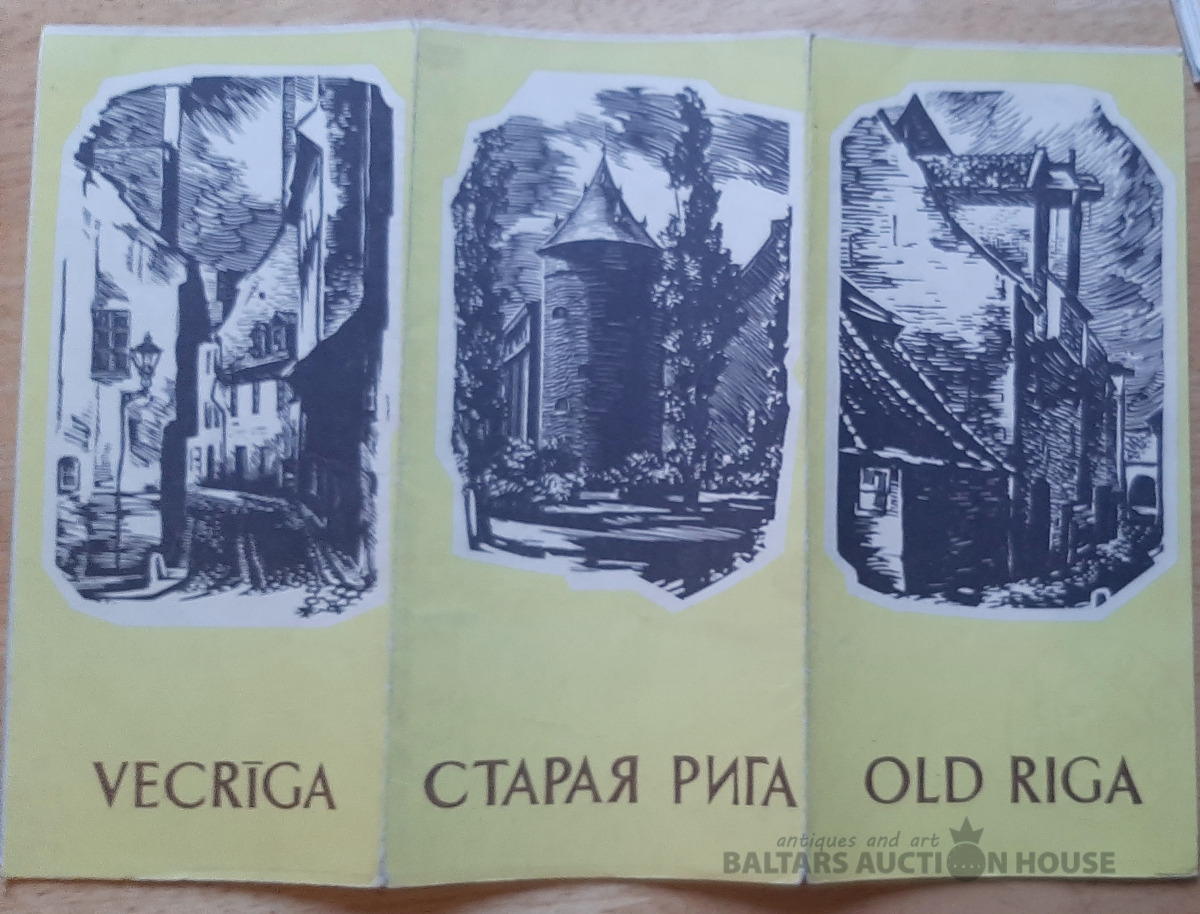 VECRĪGA
СТАРАЯ РИГА
OLD RIGA
antiques and art
BALTARS AUCTION HOUSE